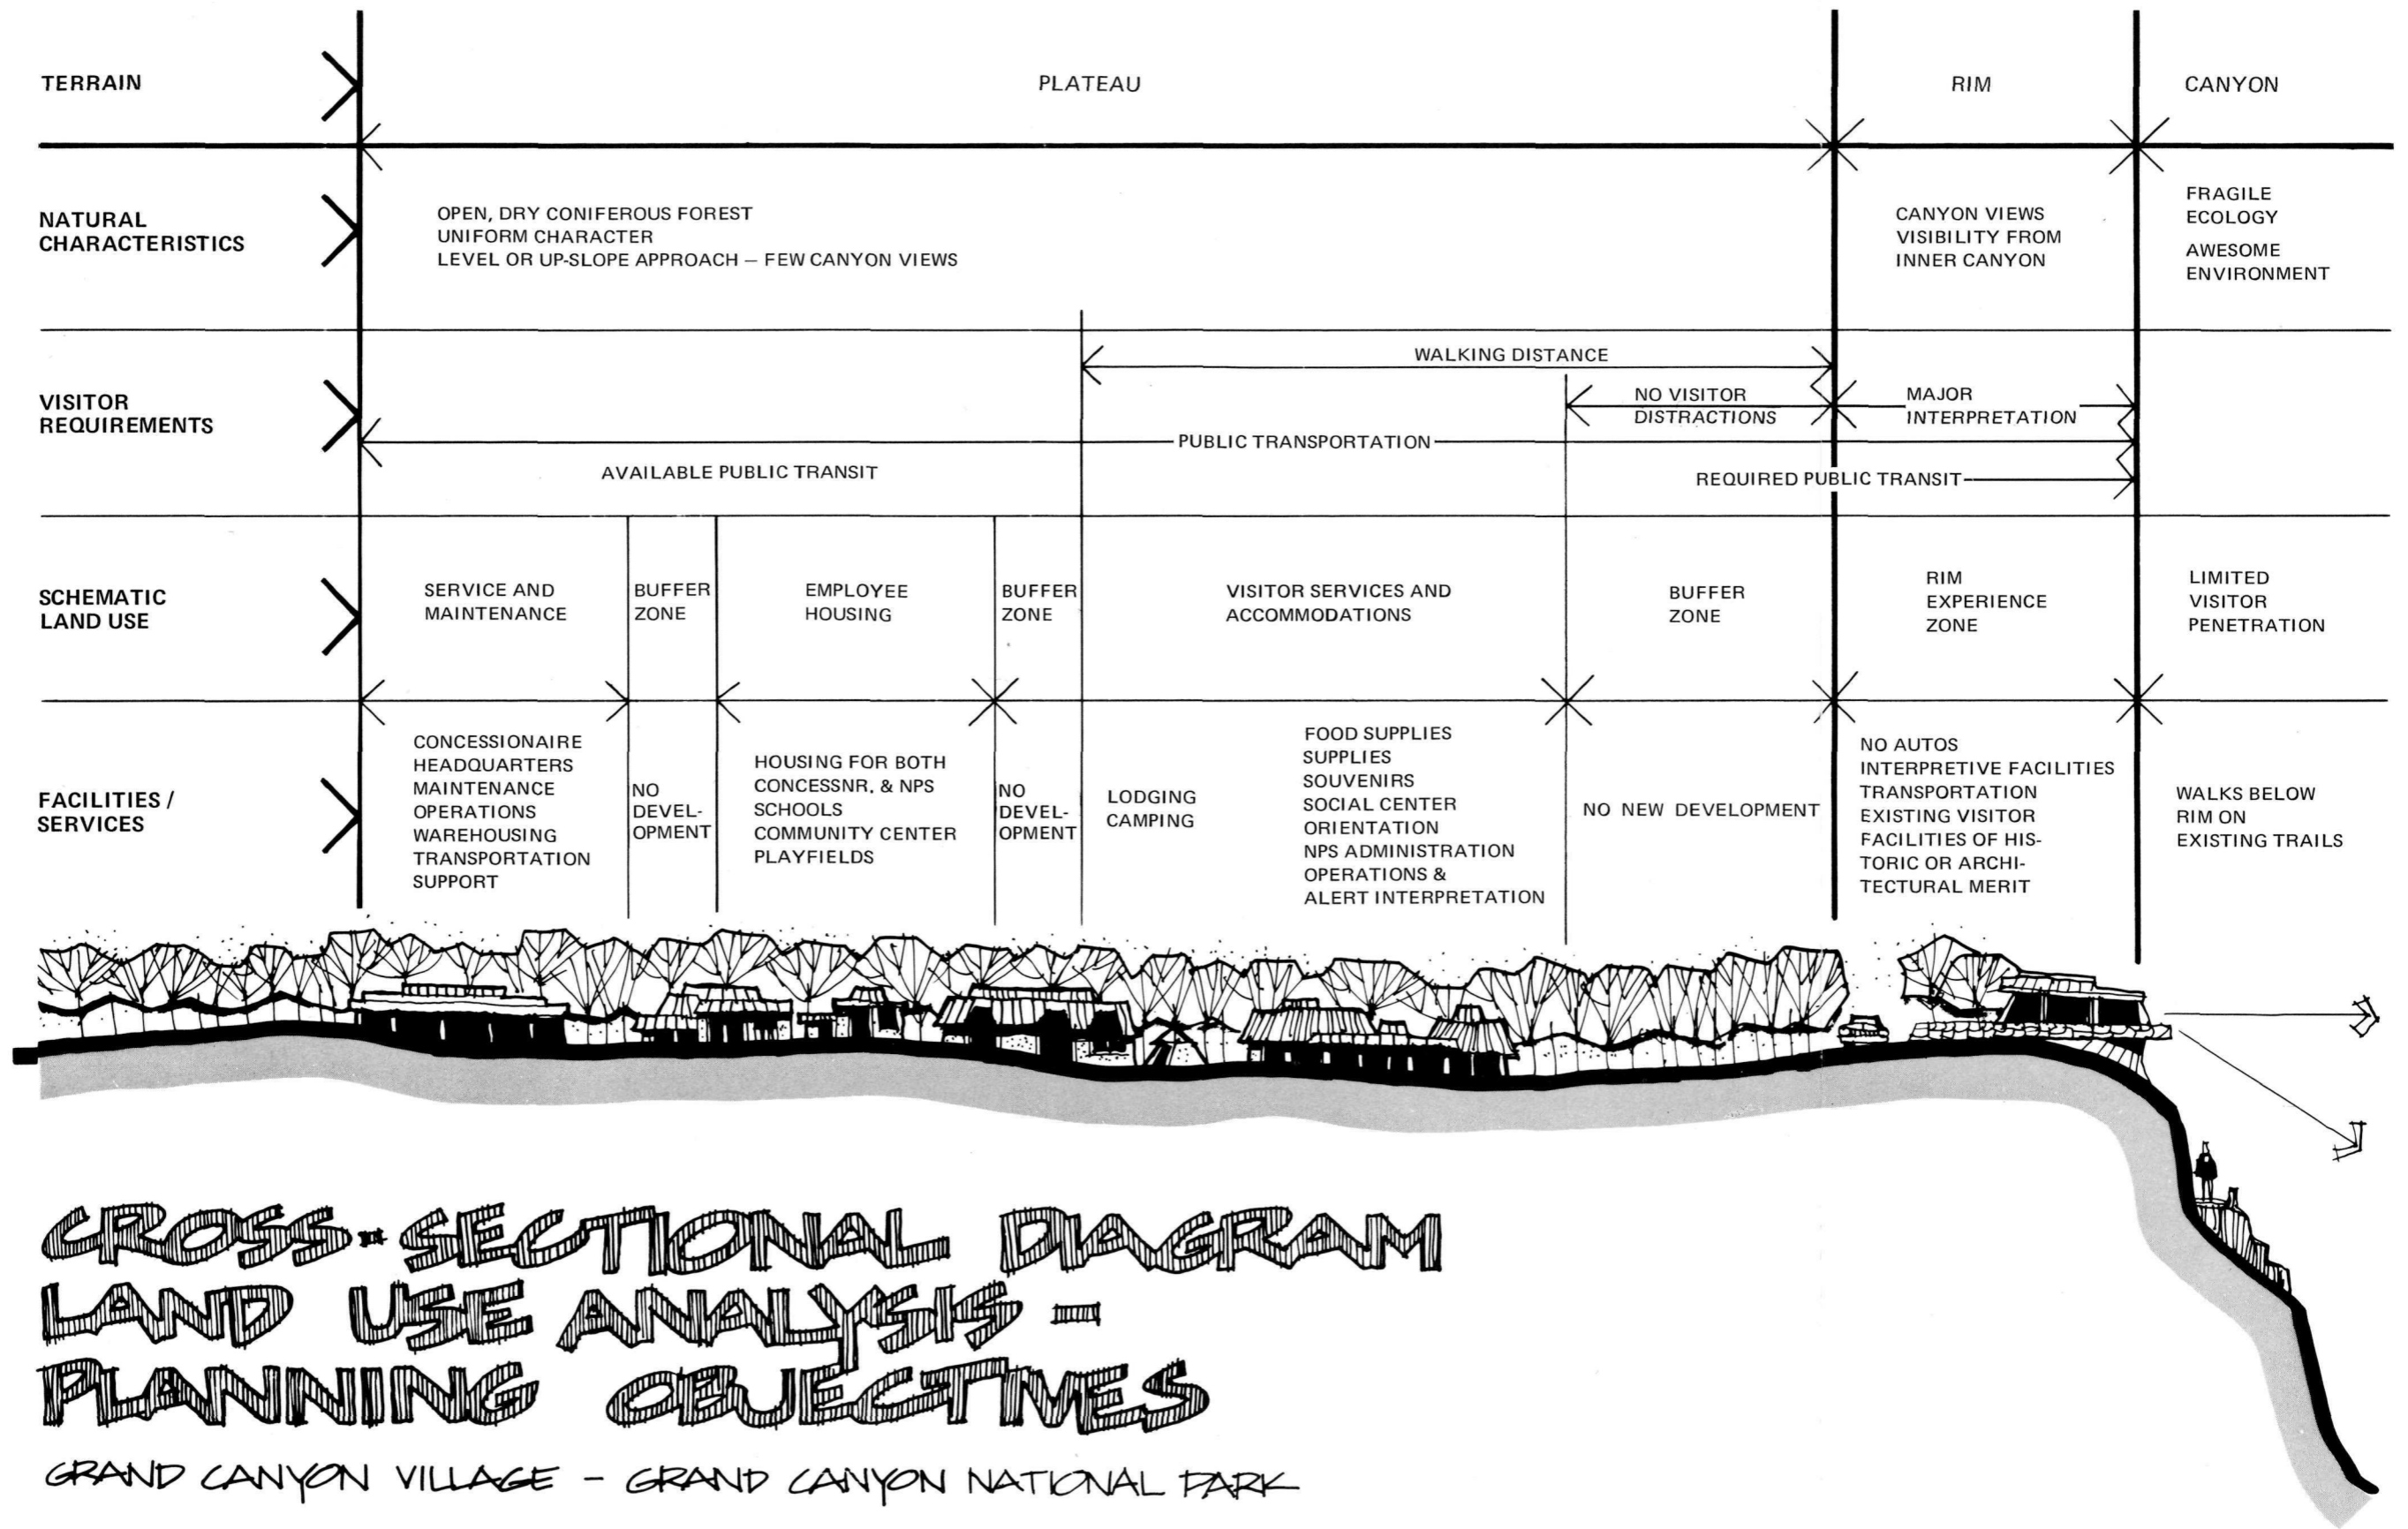 TERRAIN
PLATEAU
RIM
CANYON
NATURAL
CHARACTERISTICS
OPEN, DRY CONIFEROUS FOREST
UNIFORM CHARACTER
LEVEL OR UP-SLOPE APPROACH — FEW CANYON VIEWS
CANYON VIEWS
VISIBILITY FROM
INNER CANYON
FRAGILE
ECOLOGY
AWESOME
ENVIRONMENT
VISITOR
REQUIREMENTS
WALKING DISTANCE
NO VISITOR
DISTRACTIONS
MAJOR
INTERPRETATION
PUBLIC TRANSPORTATION
AVAILABLE PUBLIC TRANSIT
REQUIRED PUBLIC TRANSIT
SCHEMATIC
LAND USE
SERVICE AND
MAINTENANCE
BUFFER
ZONE
EMPLOYEE
HOUSING
BUFFER
ZONE
VISITOR SERVICES AND
ACCOMMODATIONS
BUFFER
ZONE
RIM
EXPERIENCE
ZONE
LIMITED
VISITOR
PENETRATION
FACILITIES /
SERVICES
CONCESSIONAIRE
HEADQUARTERS
MAINTENANCE
OPERATIONS
WAREHOUSING
TRANSPORTATION
SUPPORT
NO
DEVEL-
OPMENT
HOUSING FOR BOTH
CONCESSNR. & NPS
SCHOOLS
COMMUNITY CENTER
PLAYFIELDS
NO
DEVEL-
OPMENT
LODGING
CAMPING
FOOD SUPPLIES
SUPPLIES
SOUVENIRS
SOCIAL CENTER
ORIENTATION
NPS ADMINISTRATION
OPERATIONS &
ALERT INTERPRETATION
NO NEW DEVELOPMENT
NO AUTOS
INTERPRETIVE FACILITIES
TRANSPORTATION
EXISTING VISITOR
FACILITIES OF HIS-
TORIC OR ARCHI-
TECTURAL MERIT
WALKS BELOW
RIM ON
EXISTING TRAILS
CROSS-SECTIONAL DIAGRAM
LAND USE ANALYSIS -
PLANNING OBJECTIVES
GRAND CANYON VILLAGE - GRAND CANYON NATIONAL PARK